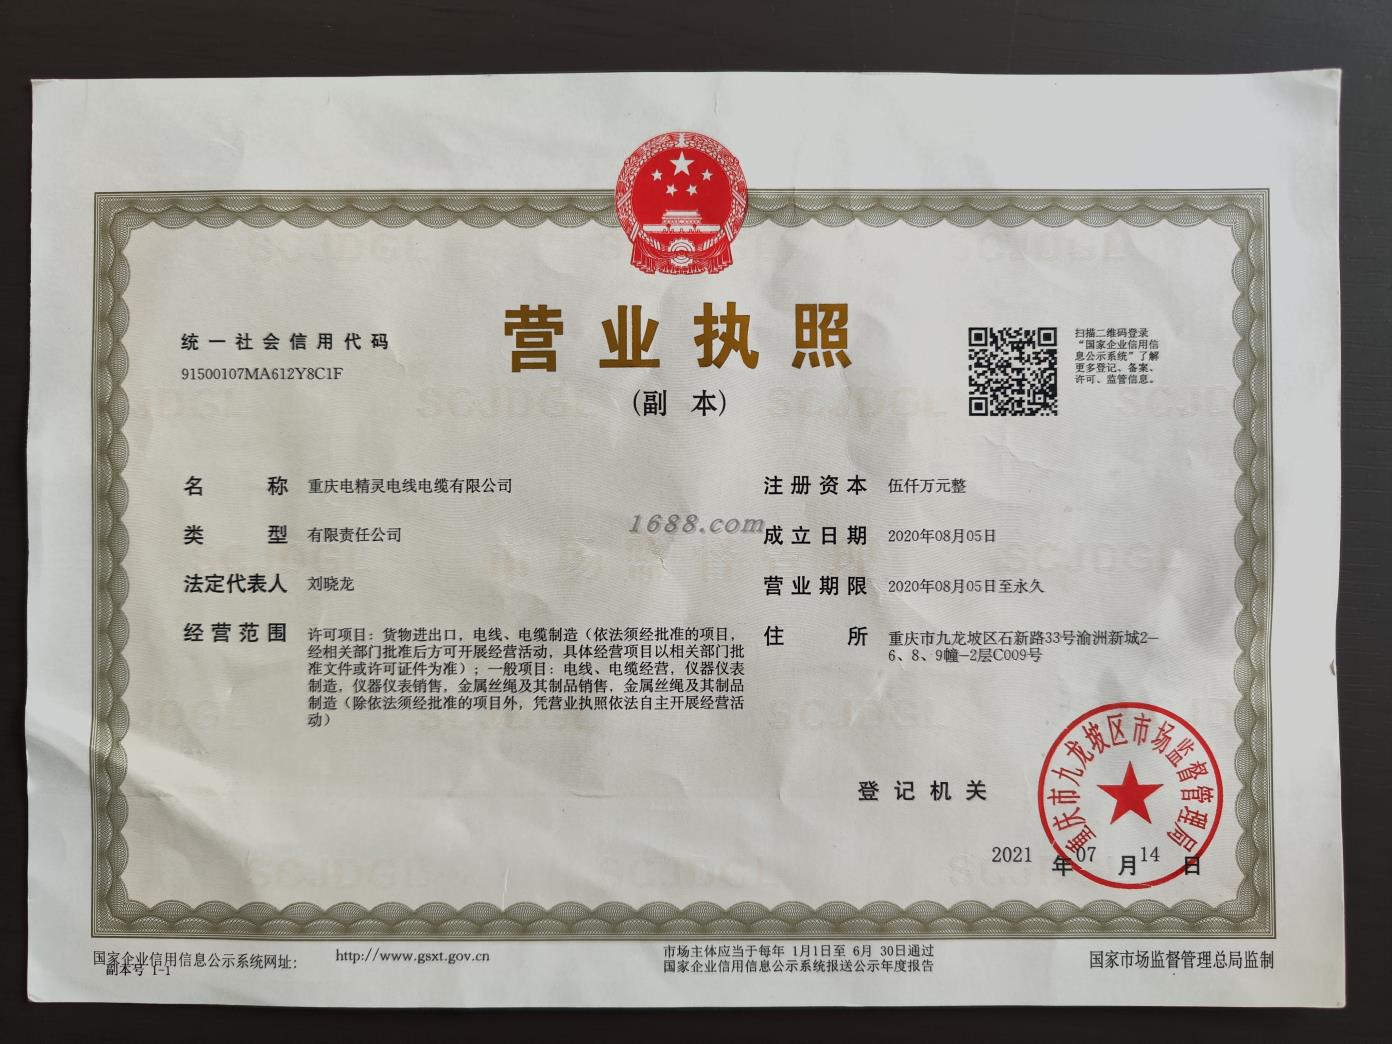 营业执照
(副 本)
统一社会信用代码
91500107MA612Y8C1F
扫描二维码登录
“国家企业信用信
息公示系统”了解
更多登记、备案、
许可、监管信息。
名 称 重庆电精灵电线电缆有限公司
类 型 有限责任公司
法定代表人 刘晓龙
经营范围 许可项目：货物进出口，电线、电缆制造（依法须经批准的项目，
经相关部门批准后方可开展经营活动，具体经营项目以相关部门批
准文件或许可证件为准）；一般项目：电线、电缆经营，仪器仪表
制造，仪器仪表销售，金属丝绳及其制品销售，金属丝绳及其制品
制造（除依法须经批准的项目外，凭营业执照依法自主开展经营活
动）
1688.com
注册资本 伍仟万元整
成立日期 2020年08月05日
营业期限 2020年08月05日至永久
住 所 重庆市九龙坡区石新路33号渝洲新城2-
6、8、9幢-2层C009号
登记机关
重庆市九龙坡区市场监督管理局
2021 年 07 月 14 日
国家企业信用信息公示系统网址：
http://www.gsxt.gov.cn
副本号 1-1
市场主体应当于每年 1月1日至 6月 30日通过
国家企业信用信息公示系统报送公示年度报告
国家市场监督管理总局监制